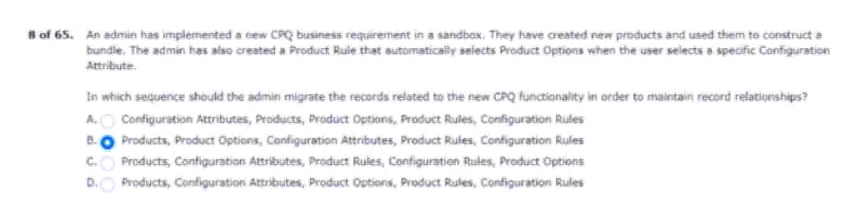 8 of 65. An admin has implemented a new CPQ business requirement in a sandbox. They have created new products and used them to construct a
bundle. The admin has also created a Product Rule that automatically selects Product Options when the user selects a specific Configuration
Attribute.
In which sequence should the admin migrate the records related to the new CPQ functionality in order to maintain record relationships?
A. Configuration Attributes, Products, Product Options, Product Rules, Configuration Rules
B. Products, Product Options, Configuration Attributes, Product Rules, Configuration Rules
C. Products, Configuration Attributes, Product Rules, Configuration Rules, Product Options
D. Products, Configuration Attributes, Product Options, Product Rules, Configuration Rules